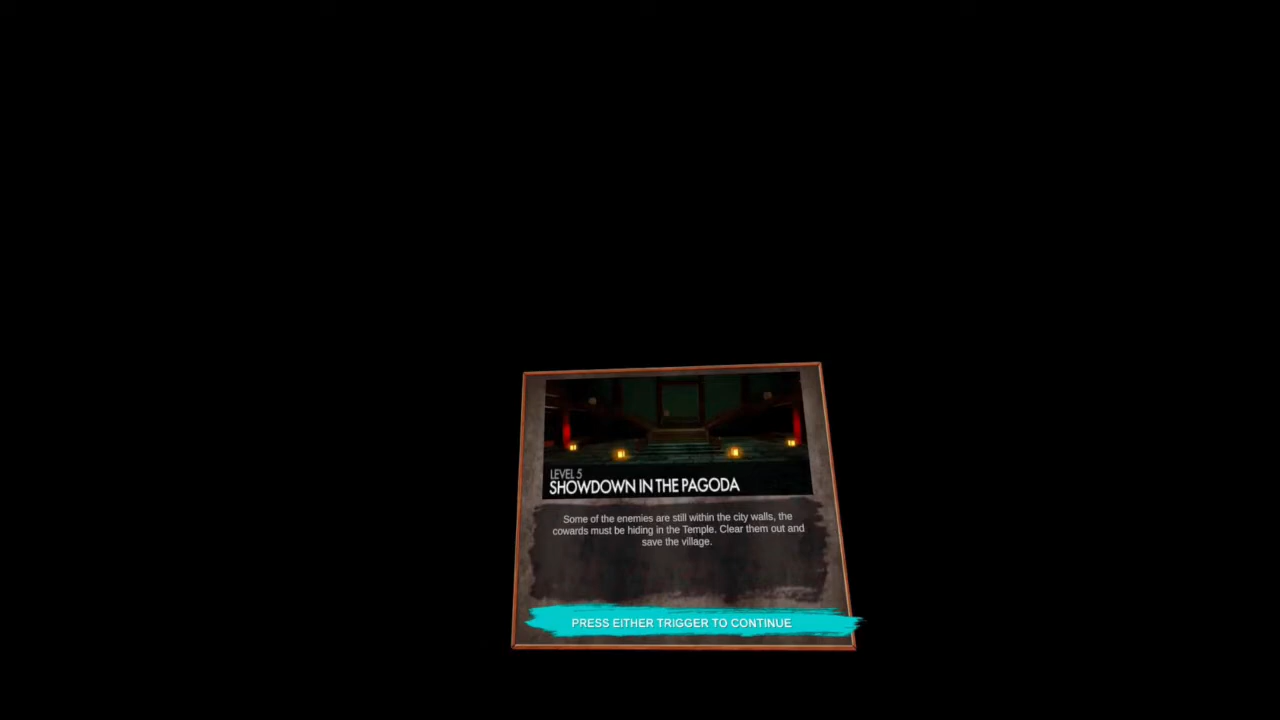 LEVEL 5
SHOWDOWN IN THE PAGODA
Some of the enemies are still within the city walls, the
cowards must be hiding in the Temple. Clear them out and
save the village.
PRESS EITHER TRIGGER TO CONTINUE